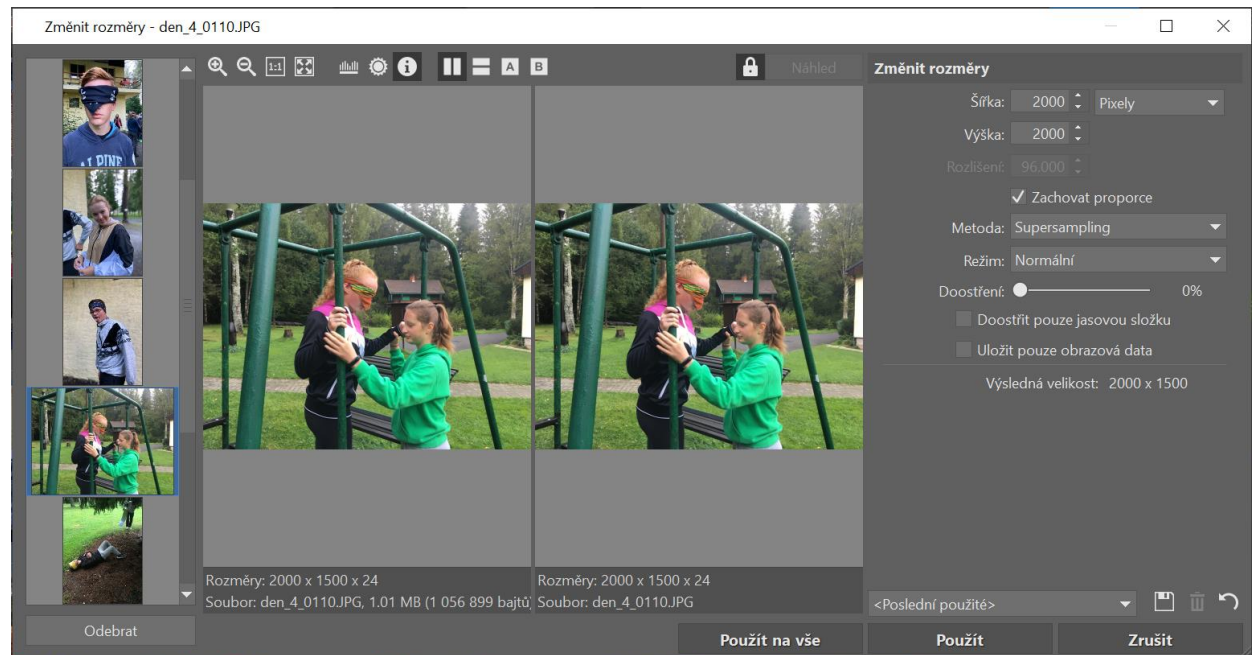 Změnit rozměry - den_4_0110.JPG
1:1
A
B
Náhled
Změnit rozměry
Šířka: 2000 Pixely
Výška: 2000
Rozlišení: 96.000
Zachovat proporce
Metoda: Supersampling
Režim: Normální
Doostření: 0%
Doostřit pouze jasovou složku
Uložit pouze obrazová data
Výsledná velikost: 2000 x 1500
ALPINE
Rozměry: 2000 x 1500 x 24
Soubor: den_4_0110.JPG, 1.01 MB (1 056 899 bajtů)
Rozměry: 2000 x 1500 x 24
Soubor: den_4_0110.JPG
<Poslední použité>
Odebrat
Použít na vše
Použít
Zrušit